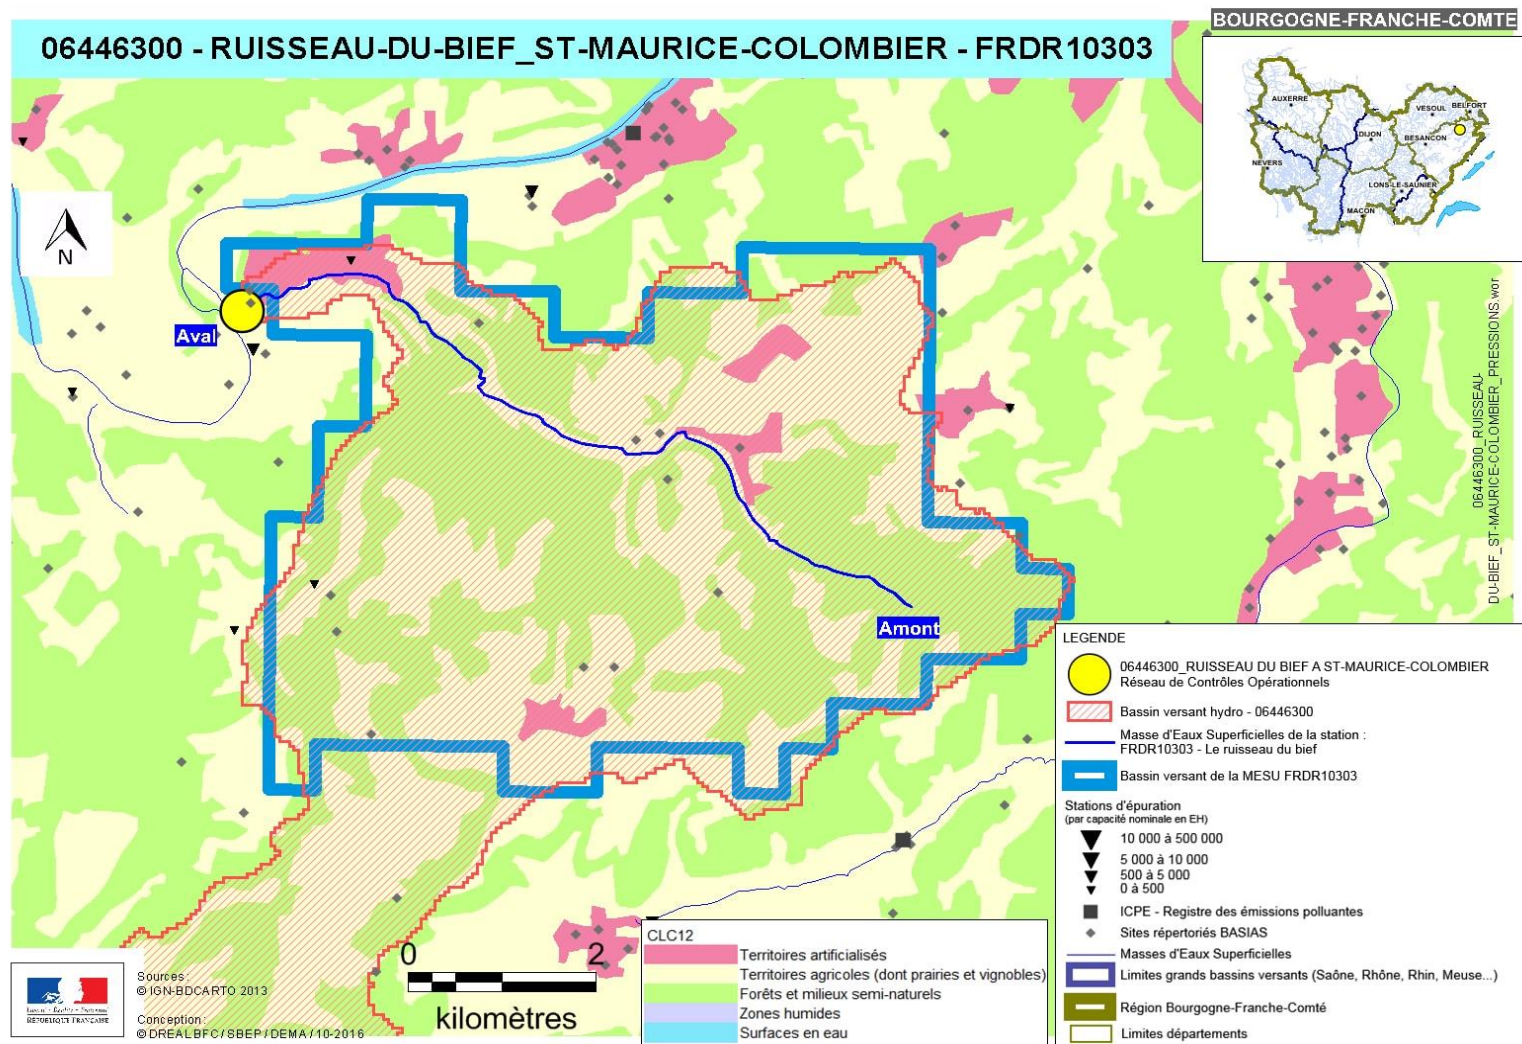 BOURGOGNE-FRANCHE-COMTE
06446300 - RUISSEAU-DU-BIEF_ST-MAURICE-COLOMBIER - FRDR10303
AUXERRE
VESOUL
BELFORT
DIJON
BESANCON
NEVERS
LONS-LE-SAUNIER
MACON
N
Aval
Amont
06446300_RUISSEAU-
DU-BIEF_ST-MAURICE-COLOMBIER_PRESSIONS.wor
LEGENDE
06446300_RUISSEAU DU BIEF A ST-MAURICE-COLOMBIER
Réseau de Contrôles Opérationnels
Bassin versant hydro - 06446300
Masse d'Eaux Superficielles de la station :
FRDR10303 - Le ruisseau du bief
Bassin versant de la MESU FRDR10303
Stations d'épuration
(par capacité nominale en EH)
10 000 à 500 000
5 000 à 10 000
500 à 5 000
0 à 500
ICPE - Registre des émissions polluantes
Sites répertoriés BASIAS
Masses d'Eaux Superficielles
Limites grands bassins versants (Saône, Rhône, Rhin, Meuse...)
Région Bourgogne-Franche-Comté
Limites départements
CLC12
Territoires artificialisés
Territoires agricoles (dont prairies et vignobles)
Forêts et milieux semi-naturels
Zones humides
Surfaces en eau
0 2
kilomètres
Sources :
© IGN-BDCARTO 2013
Conception :
© DREAL BFC / SBEP / DEMA / 10-2016
Liberté • Égalité • Fraternité
RÉPUBLIQUE FRANÇAISE